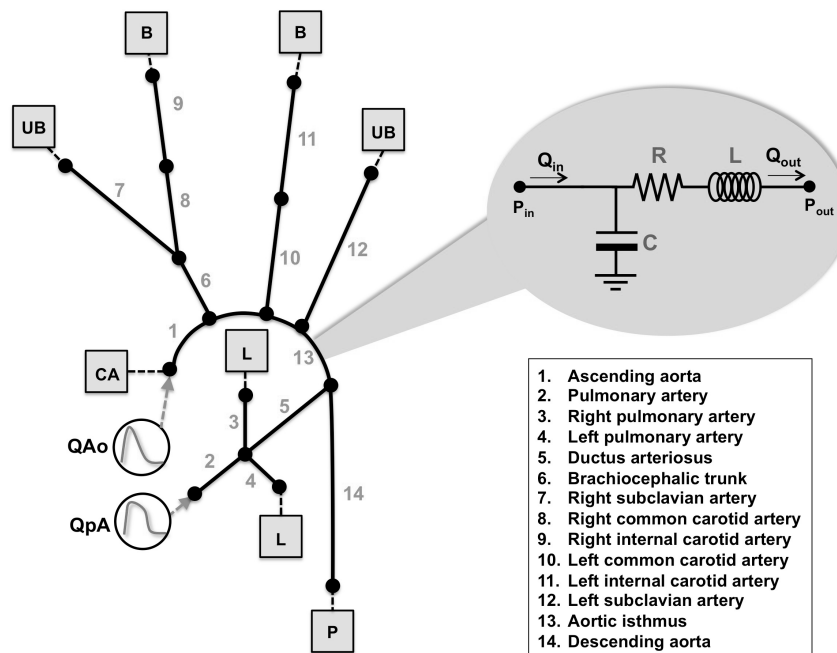 B
B
9
UB
11
UB
7
8
12
10
6
1
L
13
CA
3
5
QAo
2
4
14
QpA
L
P
Qin
R
L
Qout
Pin
Pout
C
1. Ascending aorta
2. Pulmonary artery
3. Right pulmonary artery
4. Left pulmonary artery
5. Ductus arteriosus
6. Brachiocephalic trunk
7. Right subclavian artery
8. Right common carotid artery
9. Right internal carotid artery
10. Left common carotid artery
11. Left internal carotid artery
12. Left subclavian artery
13. Aortic isthmus
14. Descending aorta